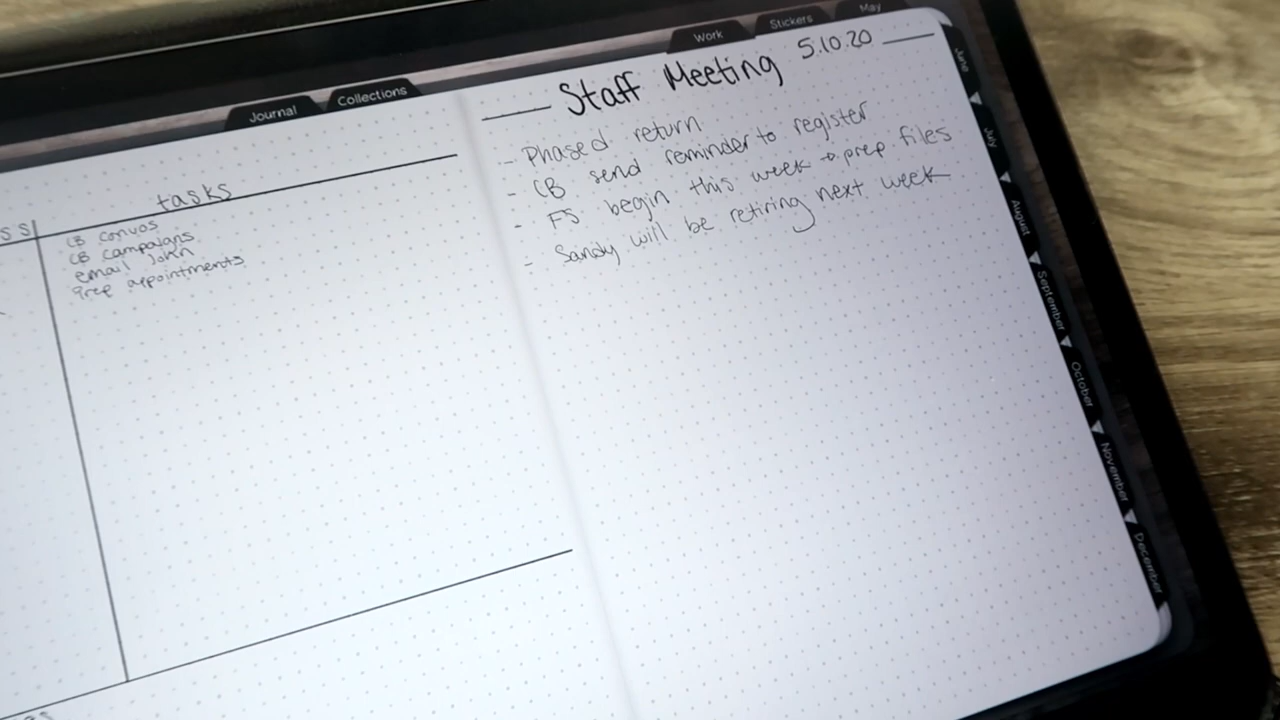 Journal
Collections
Work
Stickers
May
June
July
August
September
October
November
December
tasks
CB convos
CB campaigns
email John
Prep appointments
Staff Meeting 5.10.20
- Phased return
- CB send reminder to register
- FS begin this week → prep files
- Sandy will be retiring next week